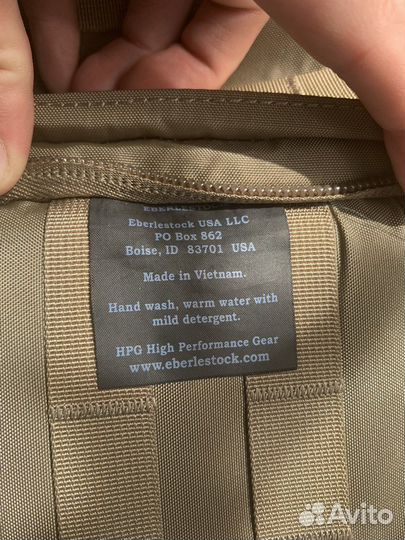 EBERLESTOCK
Eberlestock USA LLC
PO Box 862
Boise, ID 83701 USA
Made in Vietnam.
Hand wash, warm water with
mild detergent.
HPG High Performance Gear
www.eberlestock.com
Avito